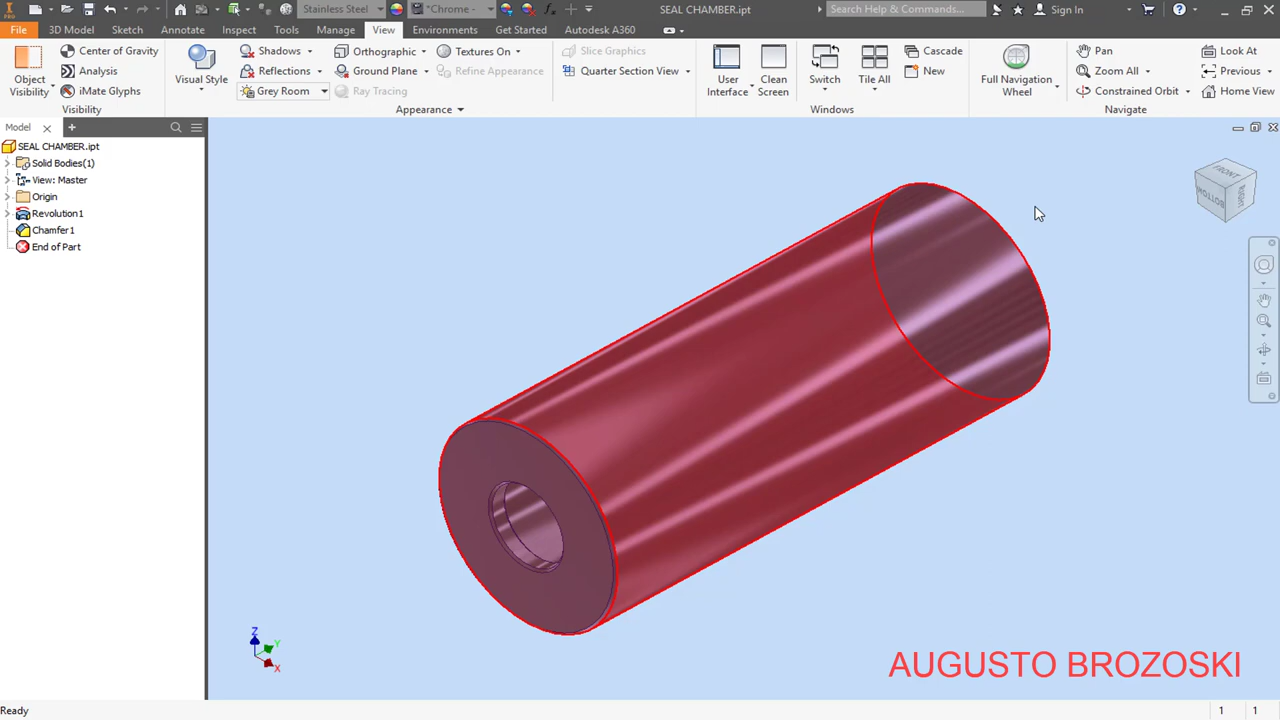 Stainless Steel
*Chrome -
fx
SEAL CHAMBER.ipt
Search Help & Commands...
Sign In
PRO
File
3D Model
Sketch
Annotate
Inspect
Tools
Manage
View
Environments
Get Started
Autodesk A360
Object
Visibility
Center of Gravity
Analysis
iMate Glyphs
Visibility
Visual Style
Shadows
Reflections
Grey Room
Orthographic
Ground Plane
Ray Tracing
Textures On
Refine Appearance
Appearance
Slice Graphics
Quarter Section View
User
Interface
Clean
Screen
Switch
Tile All
Cascade
New
Windows
Full Navigation
Wheel
Pan
Zoom All
Constrained Orbit
Look At
Previous
Home View
Navigate
Model
SEAL CHAMBER.ipt
Solid Bodies(1)
View: Master
Origin
Revolution1
Chamfer1
End of Part
FRONT
BOTTOM
RIGHT
Z
Y
X
AUGUSTO BROZOSKI
Ready
1
1